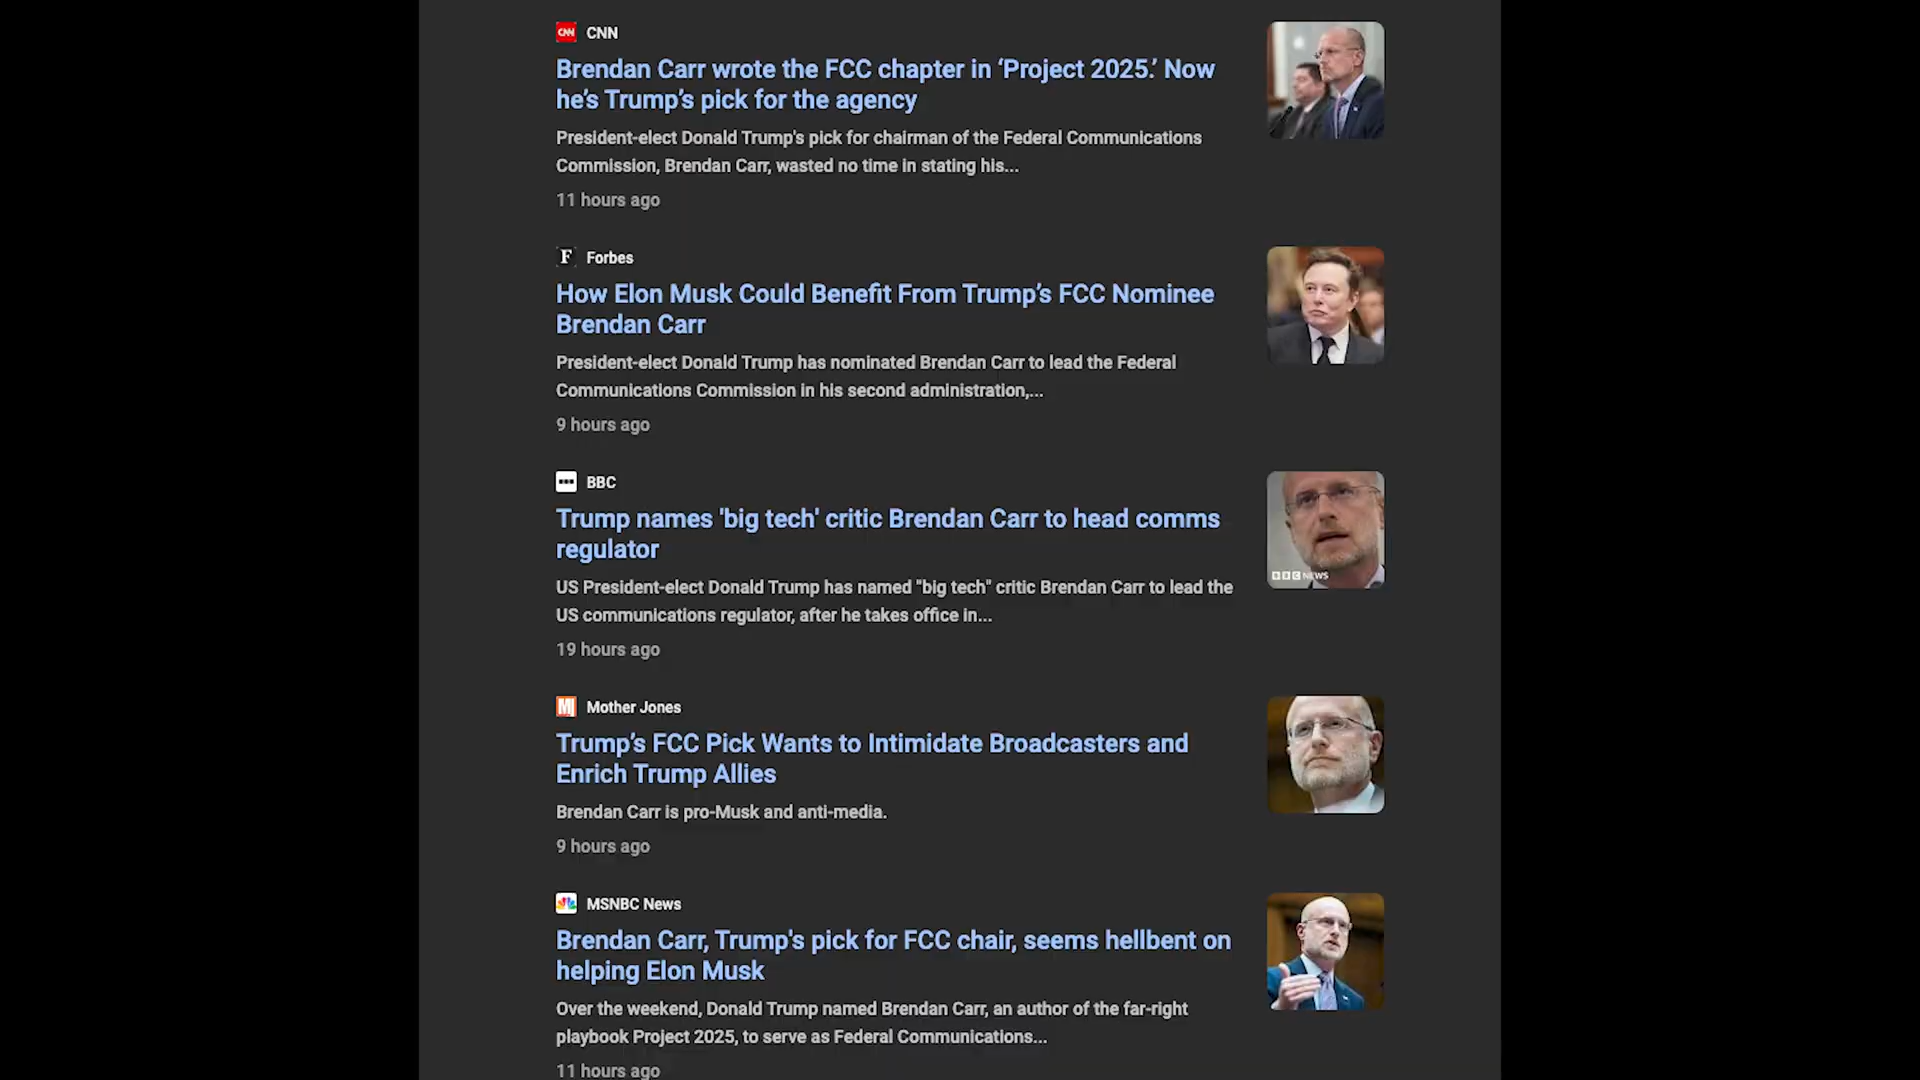 CNN CNN
Brendan Carr wrote the FCC chapter in ‘Project 2025.’ Now
he’s Trump’s pick for the agency
President-elect Donald Trump's pick for chairman of the Federal Communications
Commission, Brendan Carr, wasted no time in stating his...
11 hours ago
F Forbes
How Elon Musk Could Benefit From Trump’s FCC Nominee
Brendan Carr
President-elect Donald Trump has nominated Brendan Carr to lead the Federal
Communications Commission in his second administration,...
9 hours ago
BBC
Trump names 'big tech' critic Brendan Carr to head comms
regulator
US President-elect Donald Trump has named "big tech" critic Brendan Carr to lead the
US communications regulator, after he takes office in...
BBC NEWS
19 hours ago
MJ Mother Jones
Trump’s FCC Pick Wants to Intimidate Broadcasters and
Enrich Trump Allies
Brendan Carr is pro-Musk and anti-media.
9 hours ago
MSNBC News
Brendan Carr, Trump's pick for FCC chair, seems hellbent on
helping Elon Musk
Over the weekend, Donald Trump named Brendan Carr, an author of the far-right
playbook Project 2025, to serve as Federal Communications...
11 hours ago